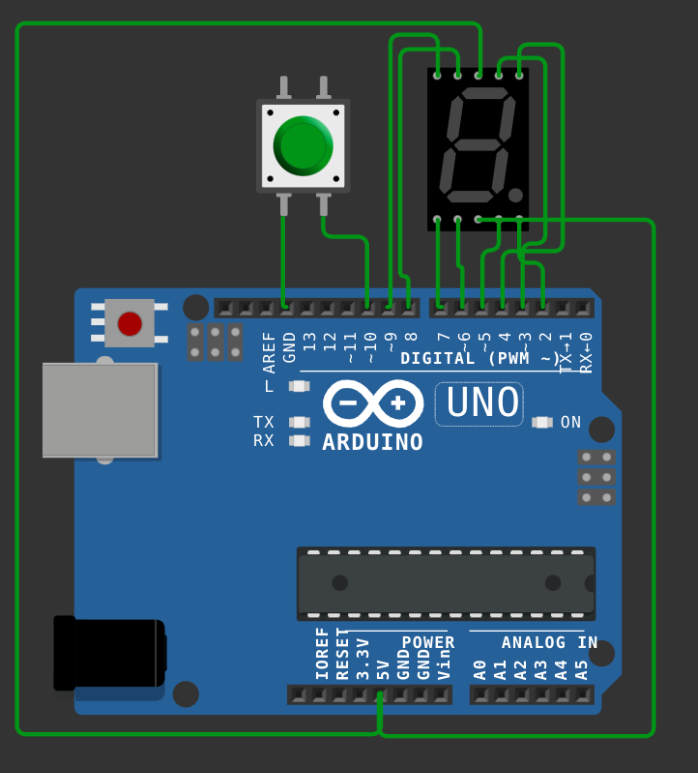 AREF
GND
13
12
~11
~10
~9
8
7
~6
~5
4
~3
2
TX→1
RX←0
DIGITAL (PWM ~)
L
TX
RX
UNO
ON
ARDUINO
POWER
ANALOG IN
IOREF
RESET
3.3V
5V
GND
GND
Vin
A0
A1
A2
A3
A4
A5